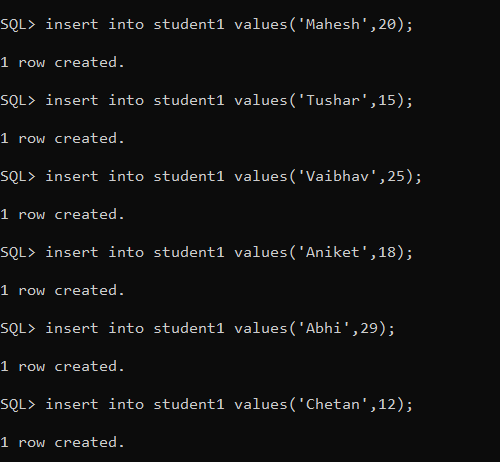 SQL> insert into student1 values('Mahesh',20);
1 row created.
SQL> insert into student1 values('Tushar',15);
1 row created.
SQL> insert into student1 values('Vaibhav',25);
1 row created.
SQL> insert into student1 values('Aniket',18);
1 row created.
SQL> insert into student1 values('Abhi',29);
1 row created.
SQL> insert into student1 values('Chetan',12);
1 row created.